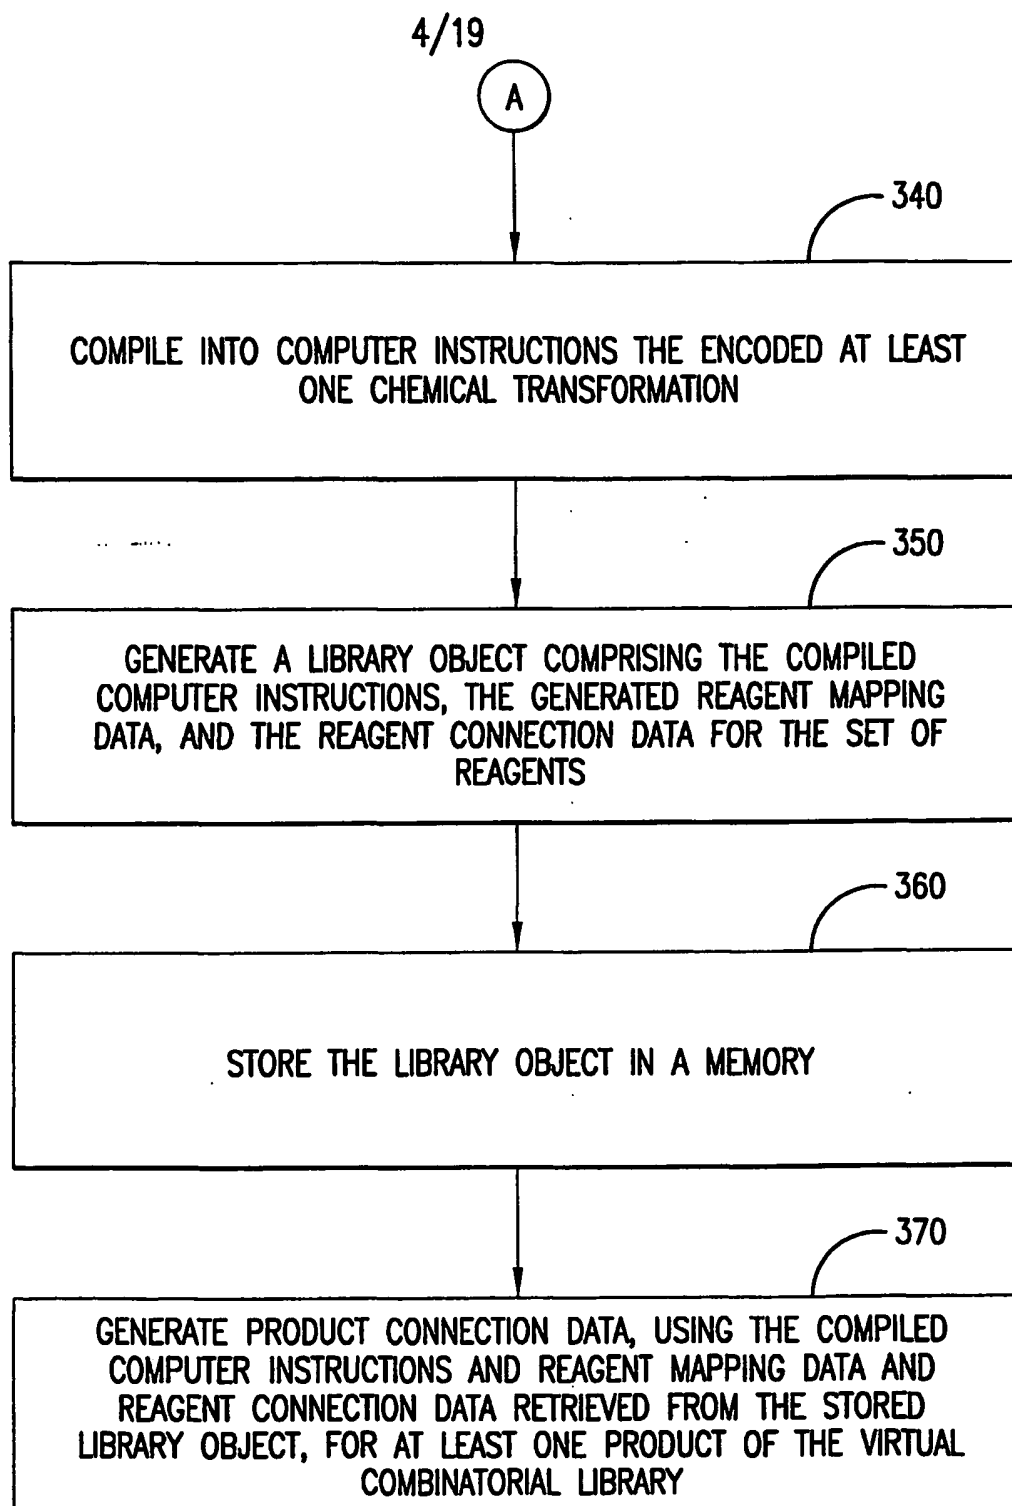 4/19
A
340
COMPILE INTO COMPUTER INSTRUCTIONS THE ENCODED AT LEAST
ONE CHEMICAL TRANSFORMATION
350
GENERATE A LIBRARY OBJECT COMPRISING THE COMPILED
COMPUTER INSTRUCTIONS, THE GENERATED REAGENT MAPPING
DATA, AND THE REAGENT CONNECTION DATA FOR THE SET OF
REAGENTS
360
STORE THE LIBRARY OBJECT IN A MEMORY
370
GENERATE PRODUCT CONNECTION DATA, USING THE COMPILED
COMPUTER INSTRUCTIONS AND REAGENT MAPPING DATA AND
REAGENT CONNECTION DATA RETRIEVED FROM THE STORED
LIBRARY OBJECT, FOR AT LEAST ONE PRODUCT OF THE VIRTUAL
COMBINATORIAL LIBRARY